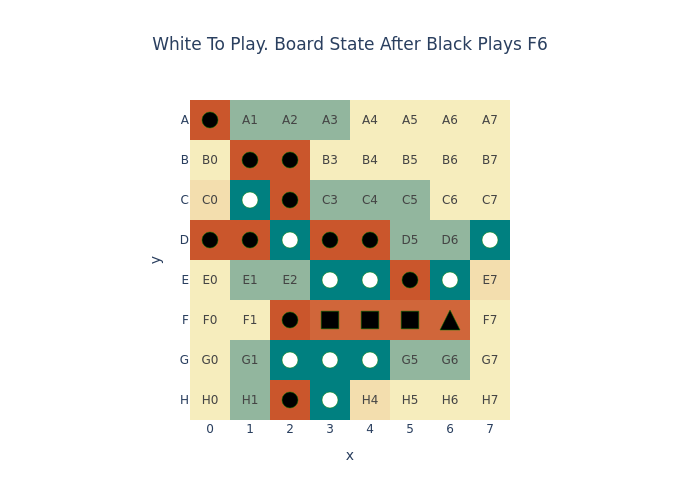 White To Play. Board State After Black Plays F6
A A1 A2 A3 A4 A5 A6 A7
B B0 B3 B4 B5 B6 B7
C C0 C3 C4 C5 C6 C7
D D5 D6
E E0 E1 E2 E7
F F0 F1 F7
G G0 G1 G5 G6 G7
H H0 H1 H4 H5 H6 H7
0 1 2 3 4 5 6 7
x
y